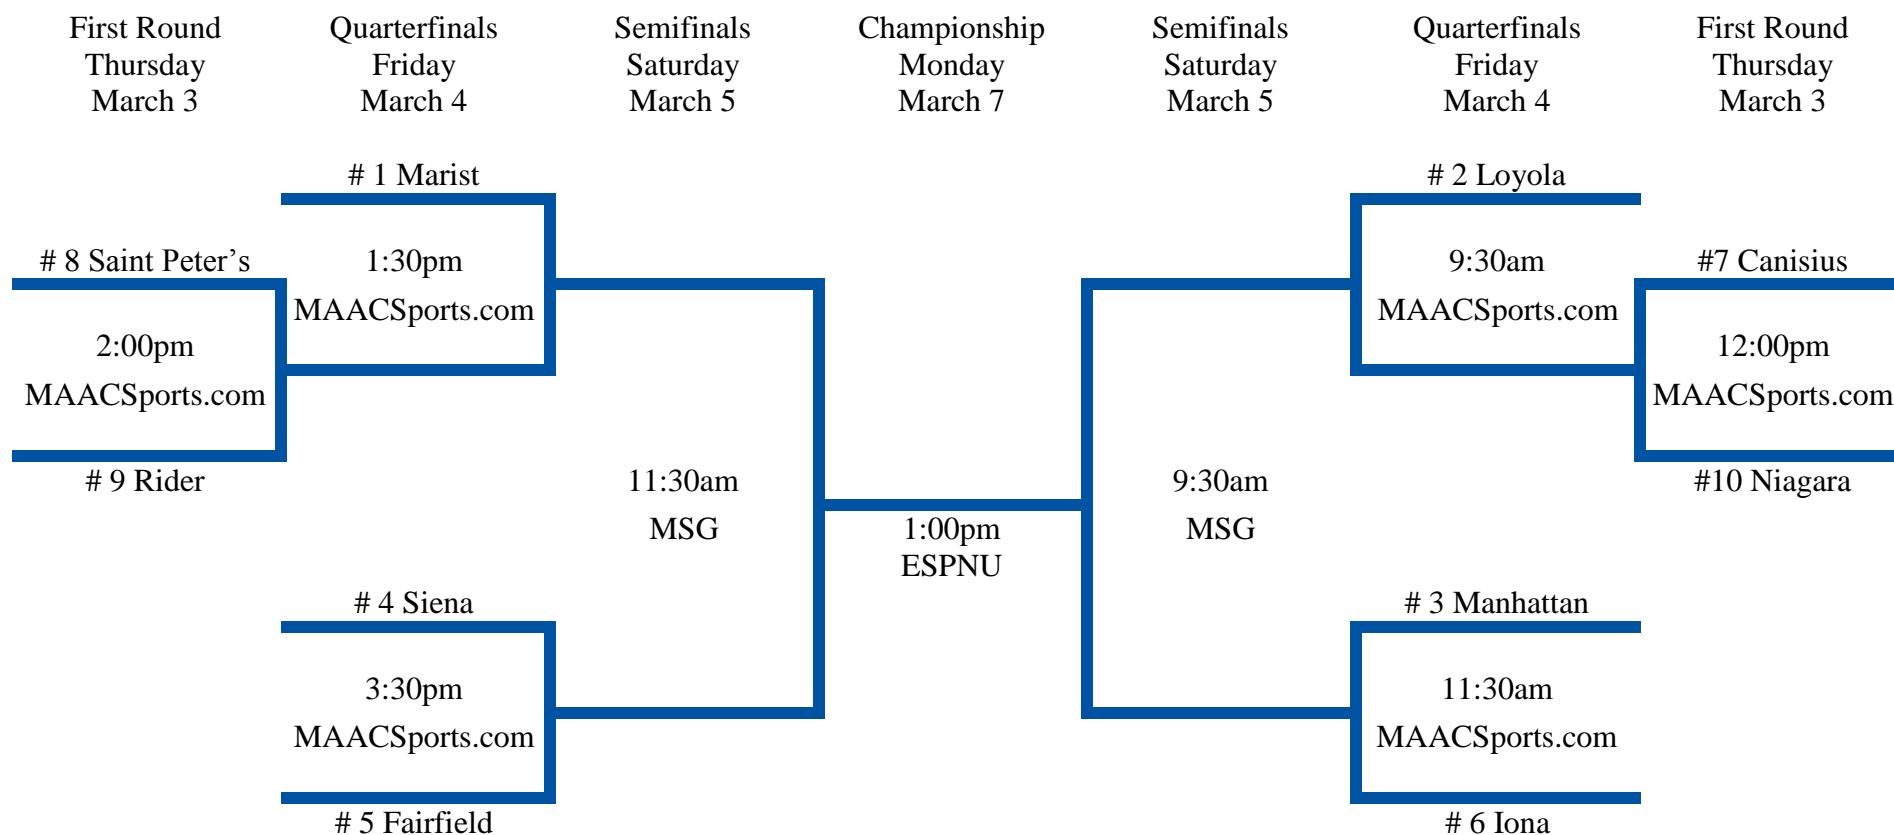 First Round
Thursday
March 3
Quarterfinals
Friday
March 4
Semifinals
Saturday
March 5
Championship
Monday
March 7
Semifinals
Saturday
March 5
Quarterfinals
Friday
March 4
First Round
Thursday
March 3
# 1 Marist
# 8 Saint Peter’s
1:30pm
MAACSports.com
2:00pm
MAACSports.com
# 9 Rider
11:30am
MSG
# 4 Siena
3:30pm
MAACSports.com
# 5 Fairfield
1:00pm
ESPNU
# 2 Loyola
9:30am
MAACSports.com
#7 Canisius
12:00pm
MAACSports.com
#10 Niagara
9:30am
MSG
# 3 Manhattan
11:30am
MAACSports.com
# 6 Iona